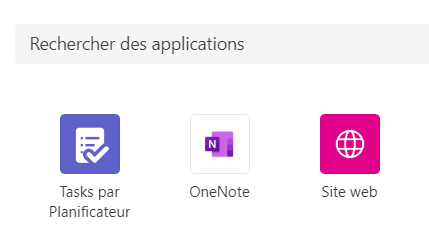 Rechercher des applications
Tasks par
Planificateur
OneNote
Site web